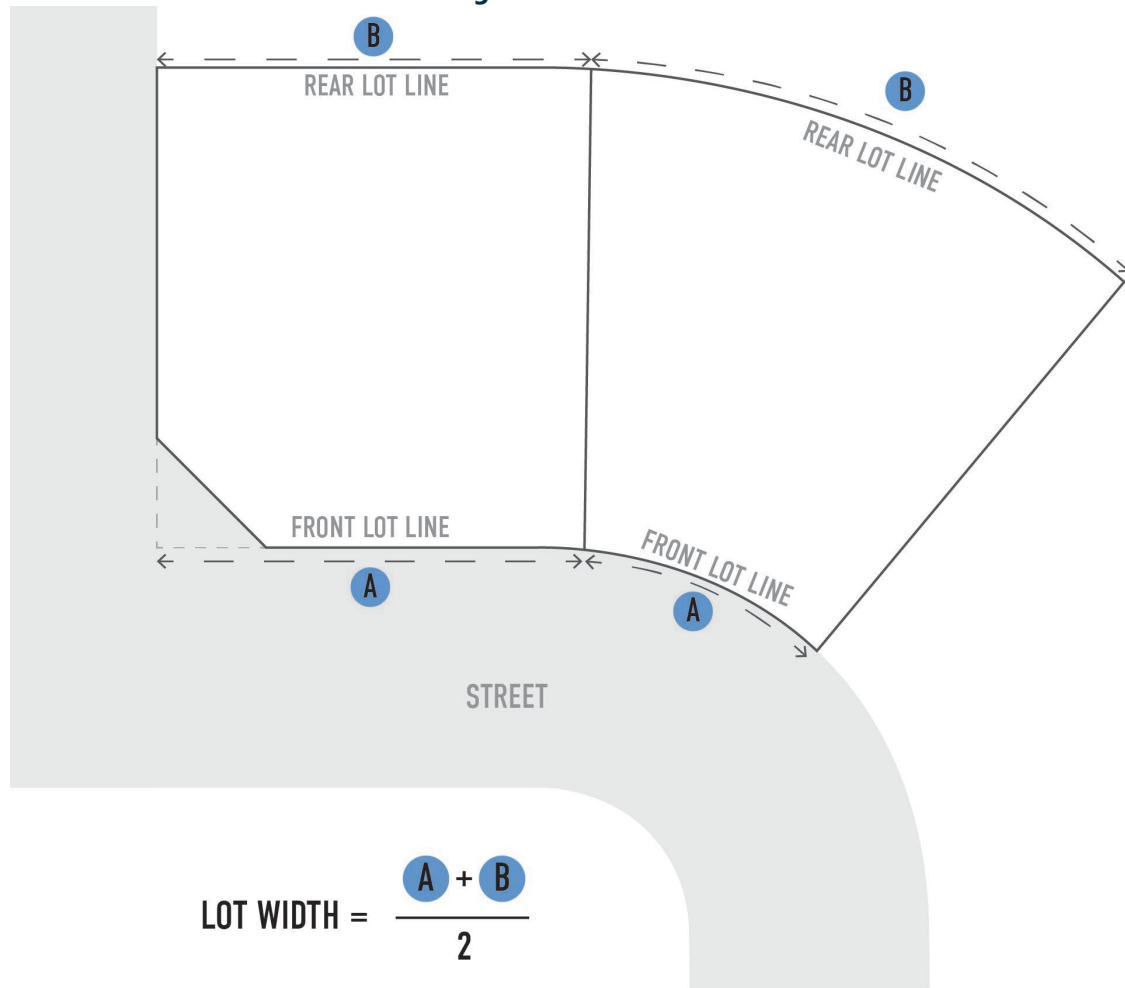 B
REAR LOT LINE
B
REAR LOT LINE
FRONT LOT LINE
A
FRONT LOT LINE
A
STREET
LOT WIDTH = A + B
2